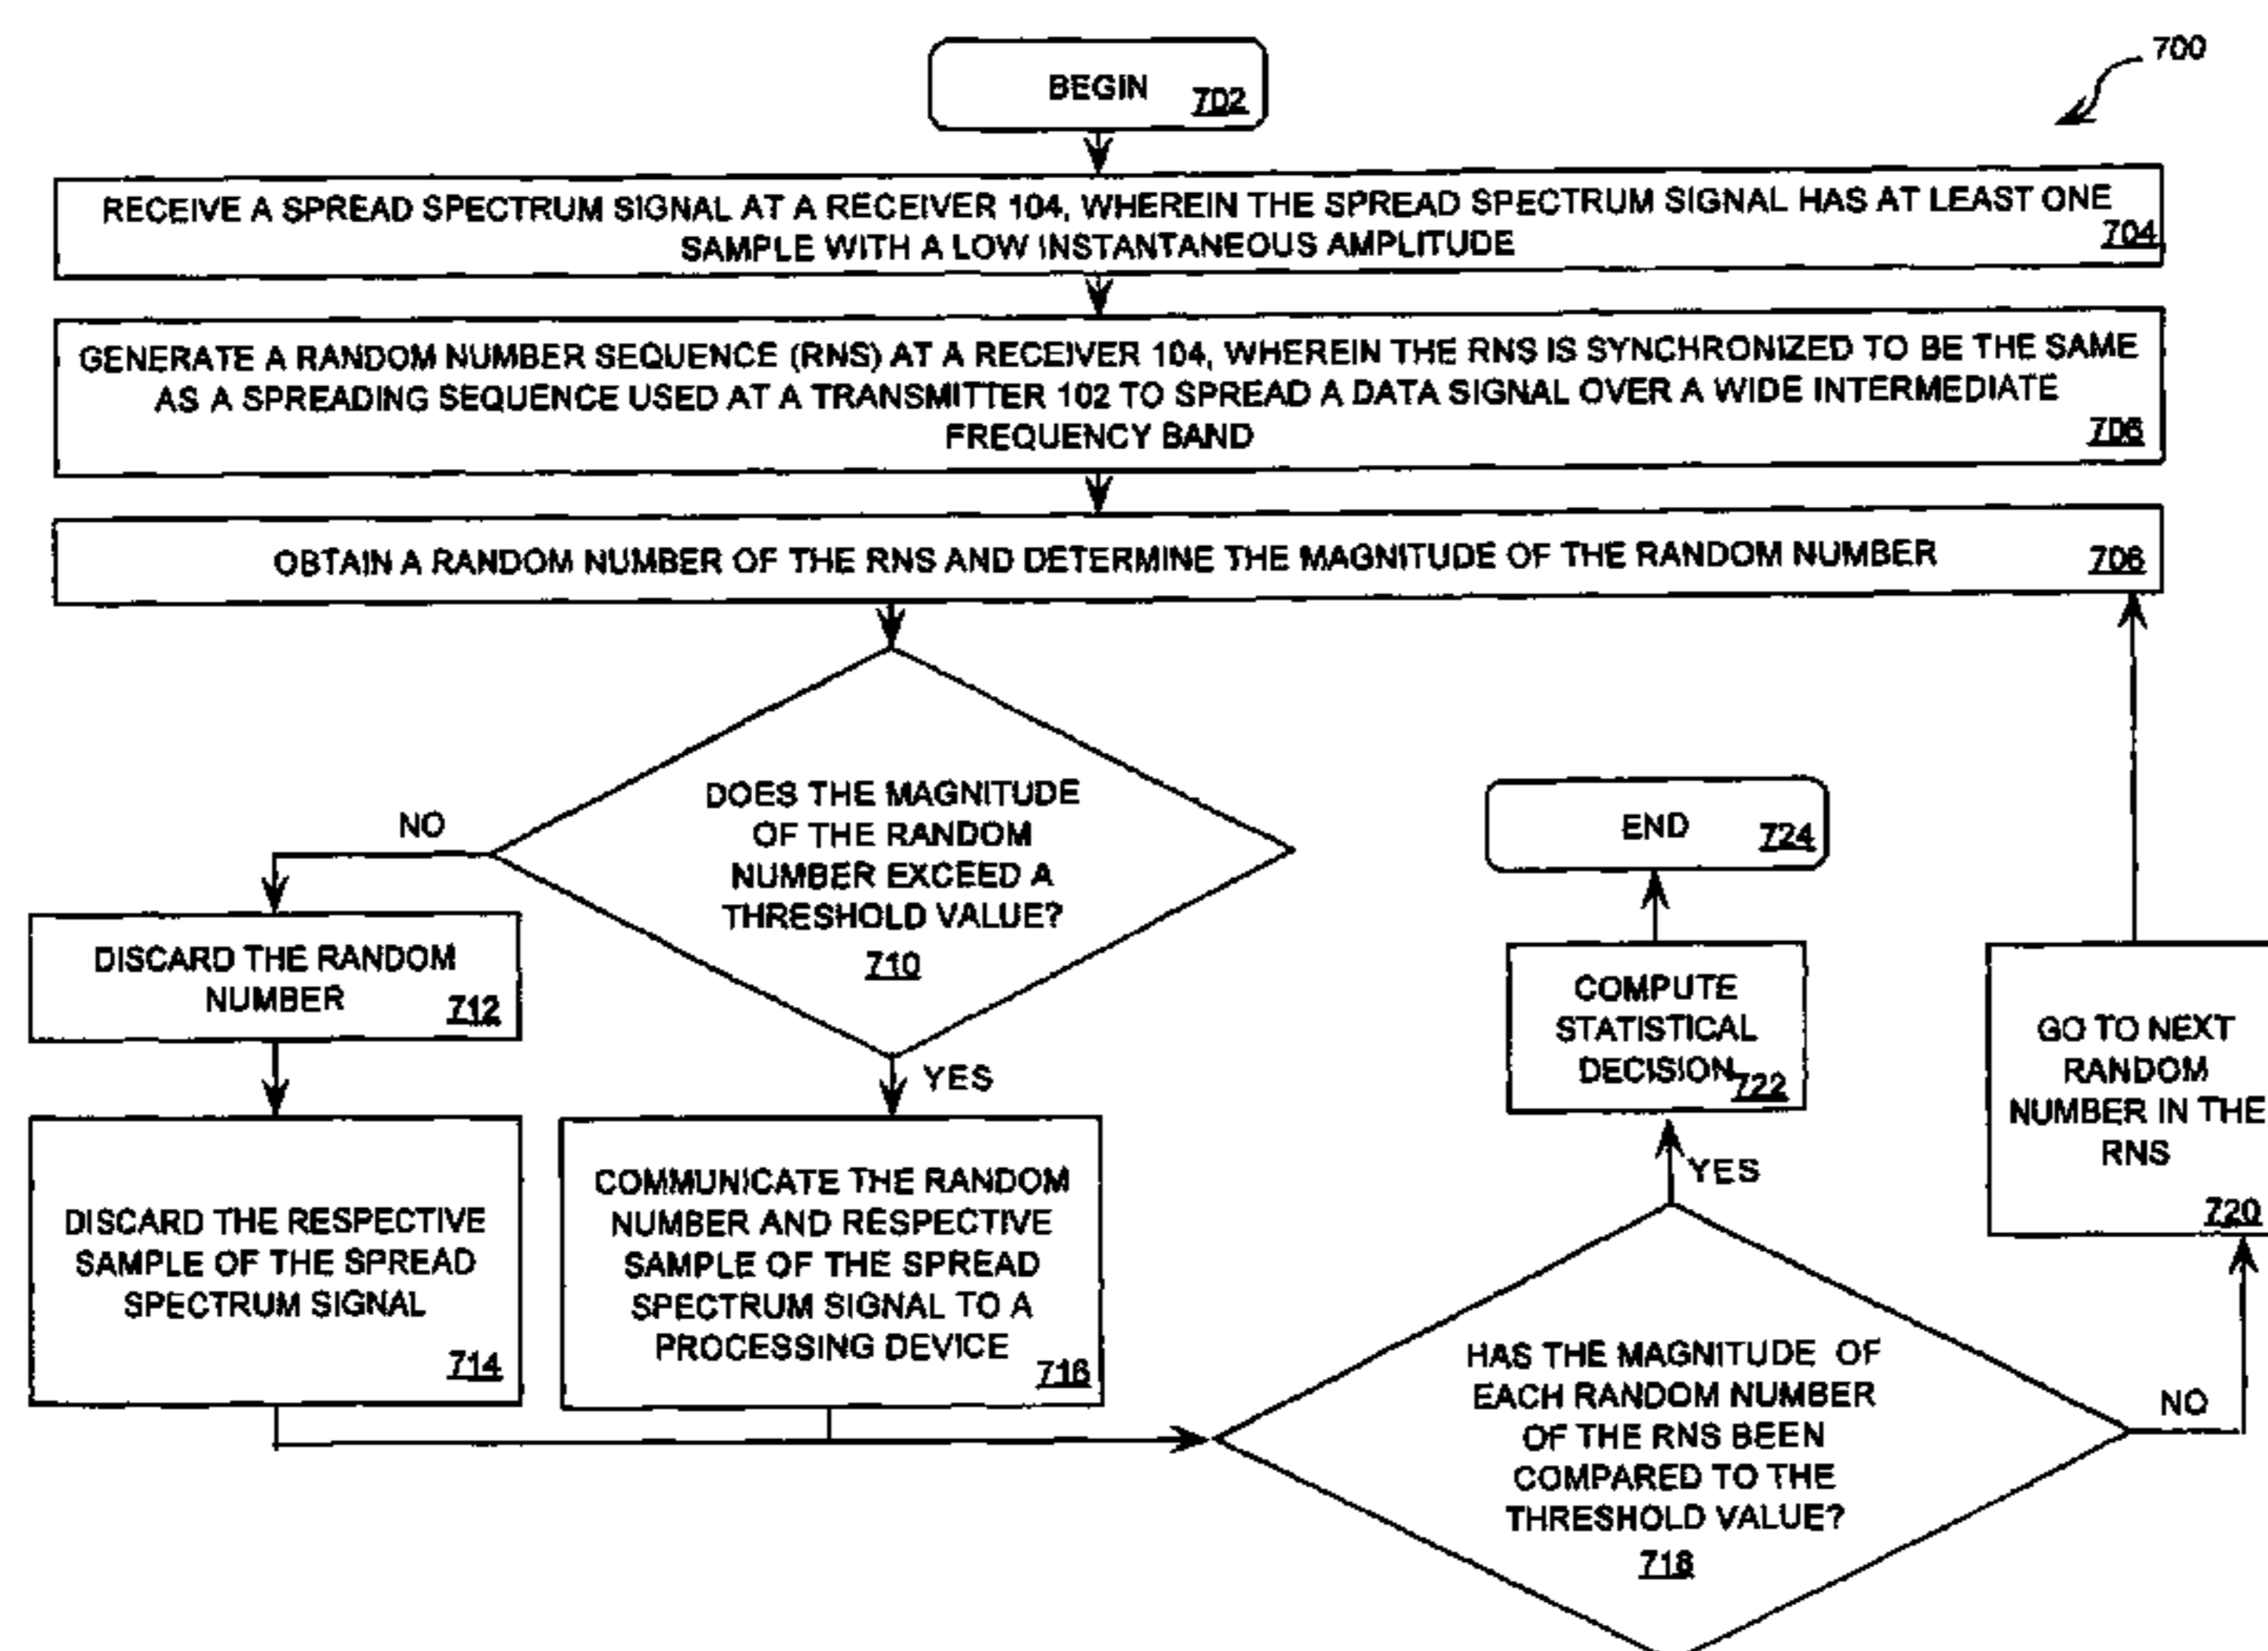 700
BEGIN 702
RECEIVE A SPREAD SPECTRUM SIGNAL AT A RECEIVER 104, WHEREIN THE SPREAD SPECTRUM SIGNAL HAS AT LEAST ONE
SAMPLE WITH A LOW INSTANTANEOUS AMPLITUDE 704
GENERATE A RANDOM NUMBER SEQUENCE (RNS) AT A RECEIVER 104, WHEREIN THE RNS IS SYNCHRONIZED TO BE THE SAME
AS A SPREADING SEQUENCE USED AT A TRANSMITTER 102 TO SPREAD A DATA SIGNAL OVER A WIDE INTERMEDIATE
FREQUENCY BAND 706
OBTAIN A RANDOM NUMBER OF THE RNS AND DETERMINE THE MAGNITUDE OF THE RANDOM NUMBER 706
DOES THE MAGNITUDE
OF THE RANDOM
NUMBER EXCEED A
THRESHOLD VALUE?
710
NO
YES
DISCARD THE RANDOM
NUMBER 712
DISCARD THE RESPECTIVE
SAMPLE OF THE SPREAD
SPECTRUM SIGNAL
714
COMMUNICATE THE RANDOM
NUMBER AND RESPECTIVE
SAMPLE OF THE SPREAD
SPECTRUM SIGNAL TO A
PROCESSING DEVICE 716
HAS THE MAGNITUDE OF
EACH RANDOM NUMBER
OF THE RNS BEEN
COMPARED TO THE
THRESHOLD VALUE?
718
YES
NO
COMPUTE
STATISTICAL
DECISION 722
END 724
GO TO NEXT
RANDOM
NUMBER IN THE
RNS
720